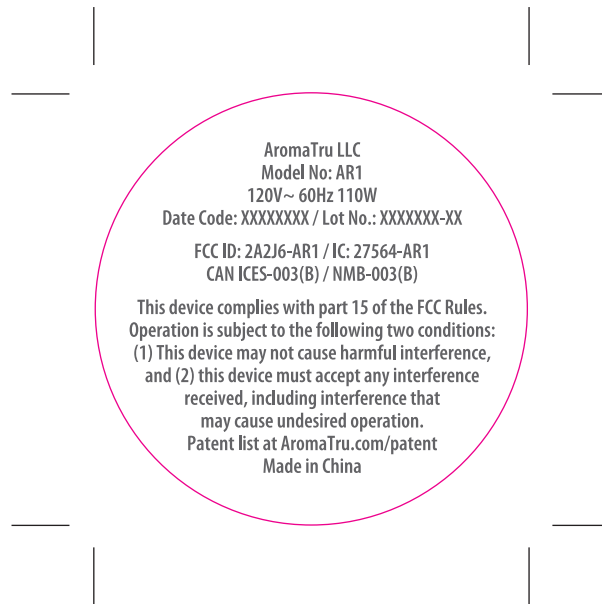 AromaTru LLC
Model No: AR1
120V~ 60Hz 110W
Date Code: XXXXXXXX / Lot No.: XXXXXXX-XX
FCC ID: 2A2J6-AR1 / IC: 27564-AR1
CAN ICES-003(B) / NMB-003(B)
This device complies with part 15 of the FCC Rules.
Operation is subject to the following two conditions:
(1) This device may not cause harmful interference,
and (2) this device must accept any interference
received, including interference that
may cause undesired operation.
Patent list at AromaTru.com/patent
Made in China